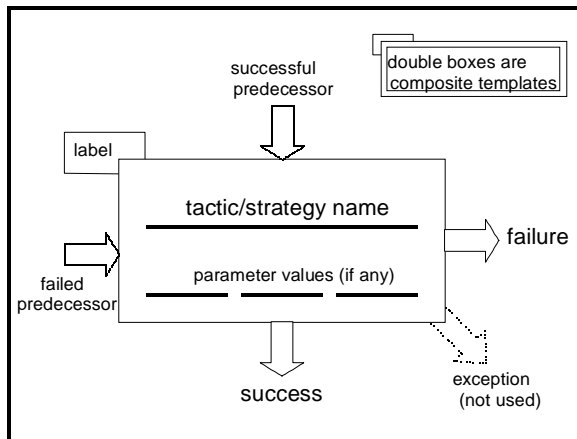 double boxes are
composite templates
successful
predecessor
label
tactic/strategy name
failure
parameter values (if any)
failed
predecessor
success
exception
(not used)